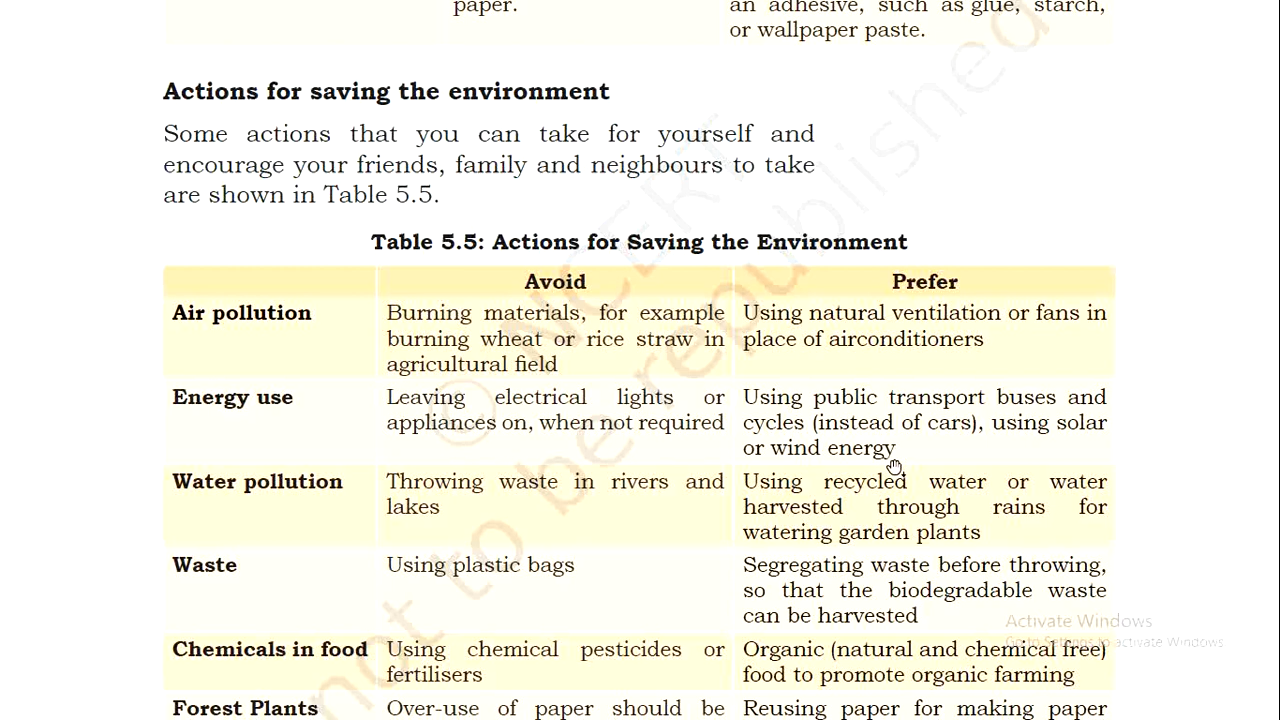 paper.
an adhesive, such as glue, starch,
or wallpaper paste.
Actions for saving the environment
Some actions that you can take for yourself and
encourage your friends, family and neighbours to take
are shown in Table 5.5.
Table 5.5: Actions for Saving the Environment
Avoid
Prefer
Air pollution
Burning materials, for example
burning wheat or rice straw in
agricultural field
Using natural ventilation or fans in
place of airconditioners
Energy use
Leaving electrical lights or
appliances on, when not required
Using public transport buses and
cycles (instead of cars), using solar
or wind energy
Water pollution
Throwing waste in rivers and
lakes
Using recycled water or water
harvested through rains for
watering garden plants
Waste
Using plastic bags
Segregating waste before throwing,
so that the biodegradable waste
can be harvested
Chemicals in food
Using chemical pesticides or
fertilisers
Organic (natural and chemical free)
food to promote organic farming
Forest Plants
Over-use of paper should be
Reusing paper for making paper
© NCERT
not to be republished
Activate Windows
Go to Settings to activate Windows